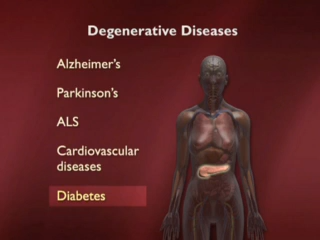 Degenerative Diseases
Alzheimer's
Parkinson's
ALS
Cardiovascular
diseases
Diabetes